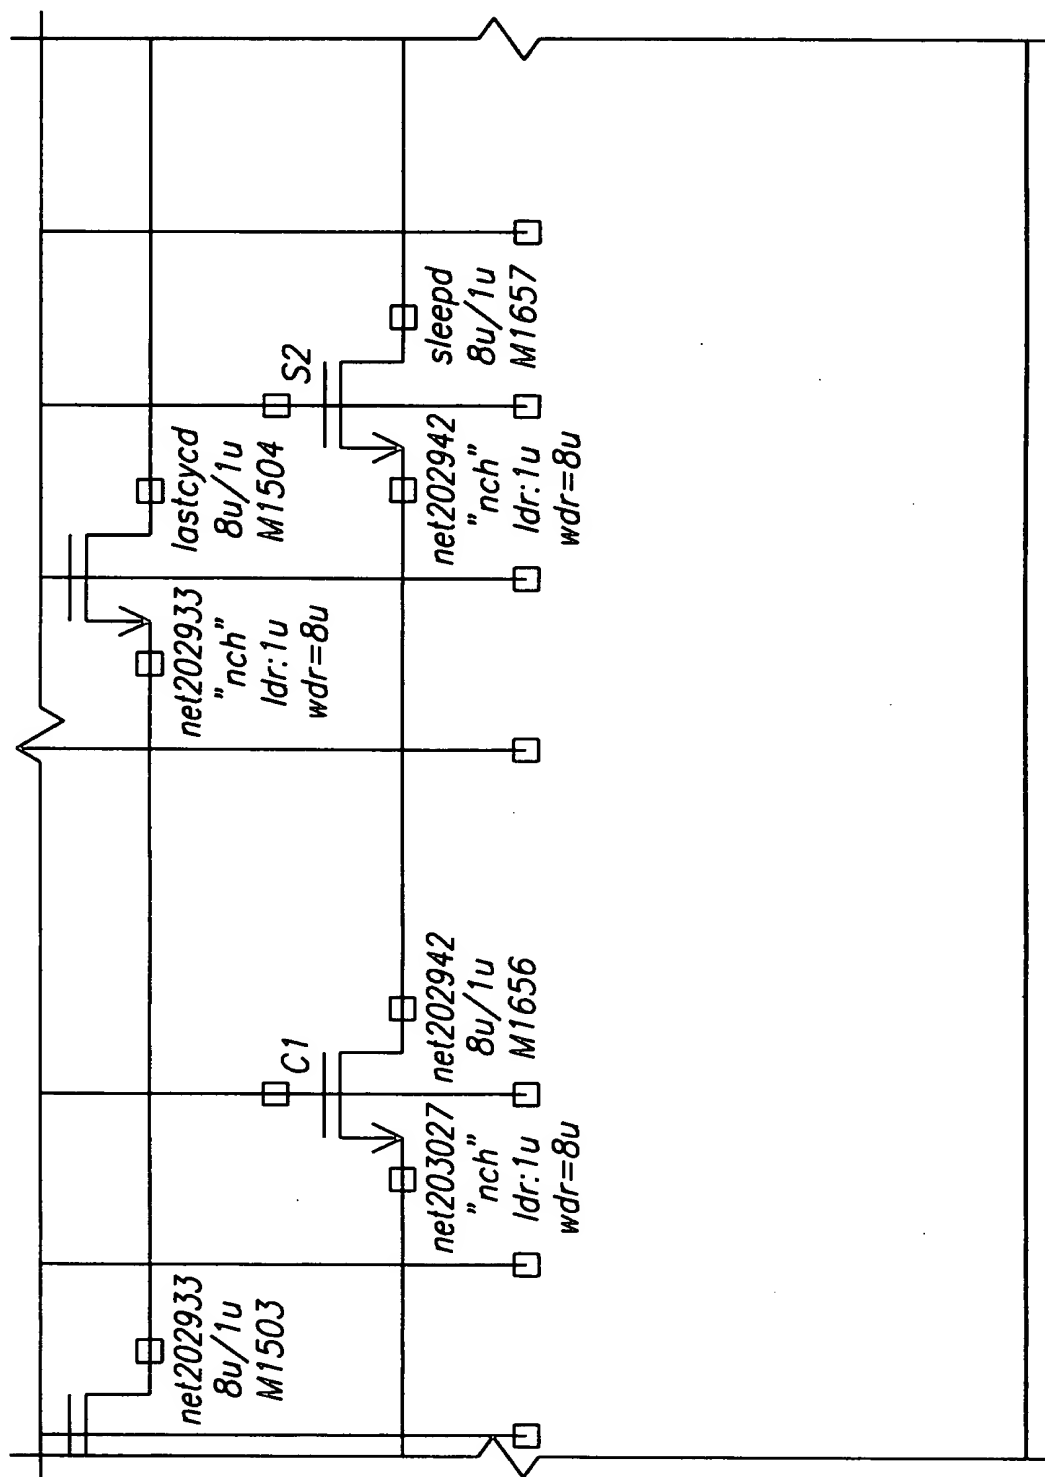 lastcycd
8u/1u
M1504
net202933
"nch"
ldr:1u
wdr=8u
S2
sleepd
8u/1u
M1657
net202942
"nch"
ldr:1u
wdr=8u
net202933
8u/1u
M1503
C1
net202942
8u/1u
M1656
net203027
"nch"
ldr:1u
wdr=8u